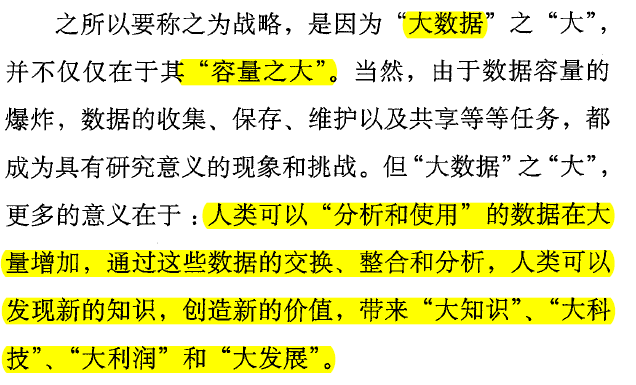 之所以要称之为战略，是因为“大数据”之“大”，
并不仅仅在于其“容量之大”。当然，由于数据容量的
爆炸，数据的收集、保存、维护以及共享等等任务，都
成为具有研究意义的现象和挑战。但“大数据”之“大”，
更多的意义在于：人类可以“分析和使用”的数据在大
量增加，通过这些数据的交换、整合和分析，人类可以
发现新的知识，创造新的价值，带来“大知识”、“大科
技”、“大利润”和“大发展”。